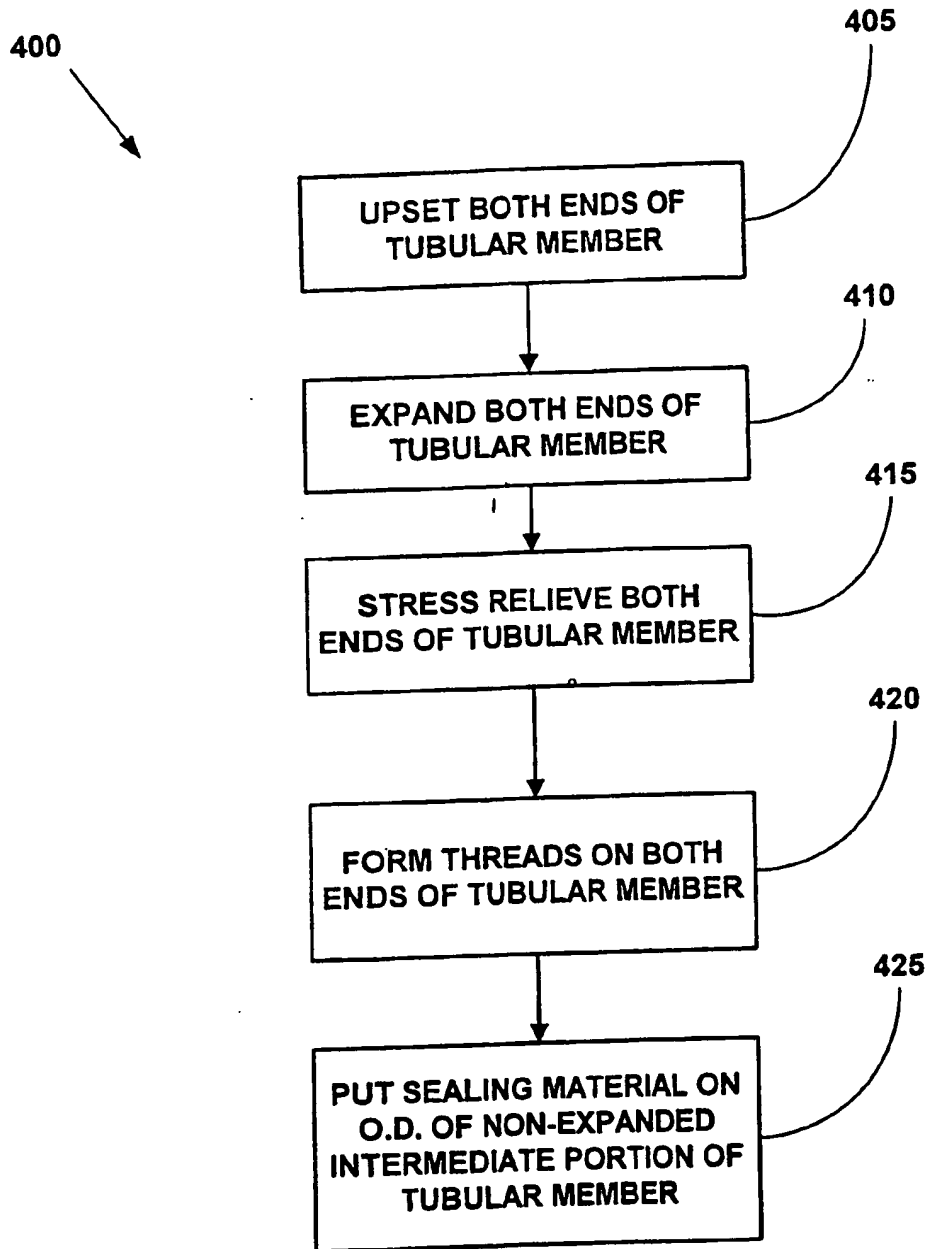 400
405
UPSET BOTH ENDS OF
TUBULAR MEMBER
410
EXPAND BOTH ENDS OF
TUBULAR MEMBER
415
STRESS RELIEVE BOTH
ENDS OF TUBULAR MEMBER
420
FORM THREADS ON BOTH
ENDS OF TUBULAR MEMBER
425
PUT SEALING MATERIAL ON
O.D. OF NON-EXPANDED
INTERMEDIATE PORTION OF
TUBULAR MEMBER